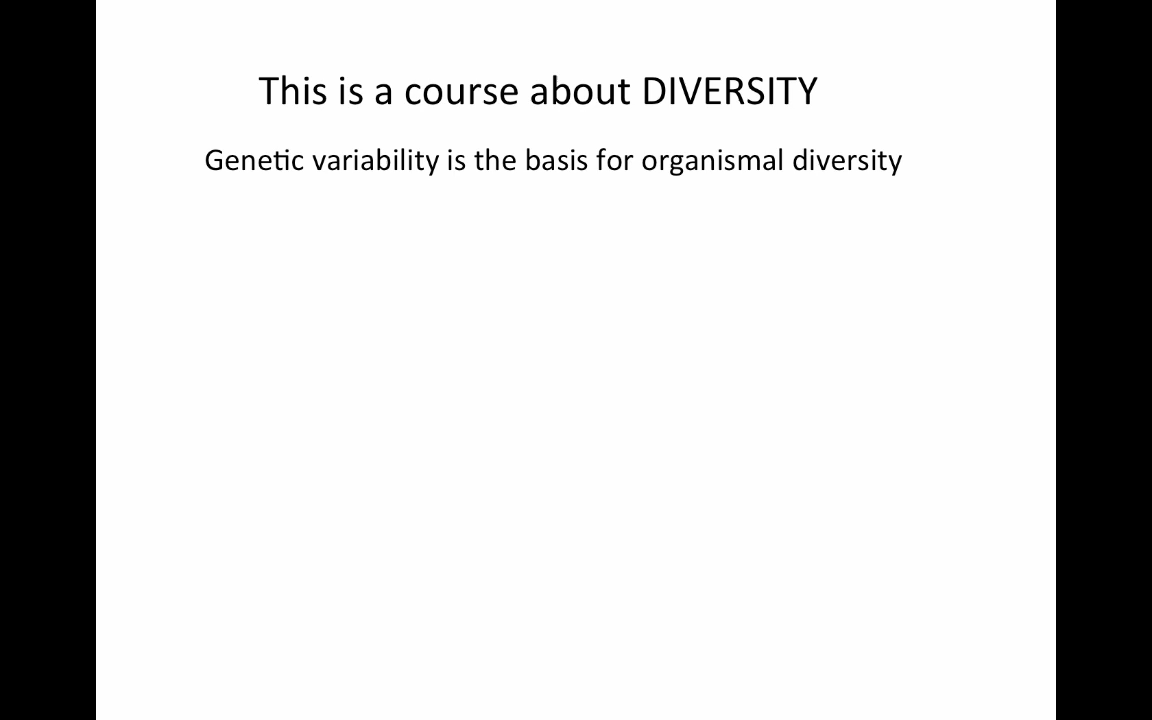 This is a course about DIVERSITY
Genetic variability is the basis for organismal diversity